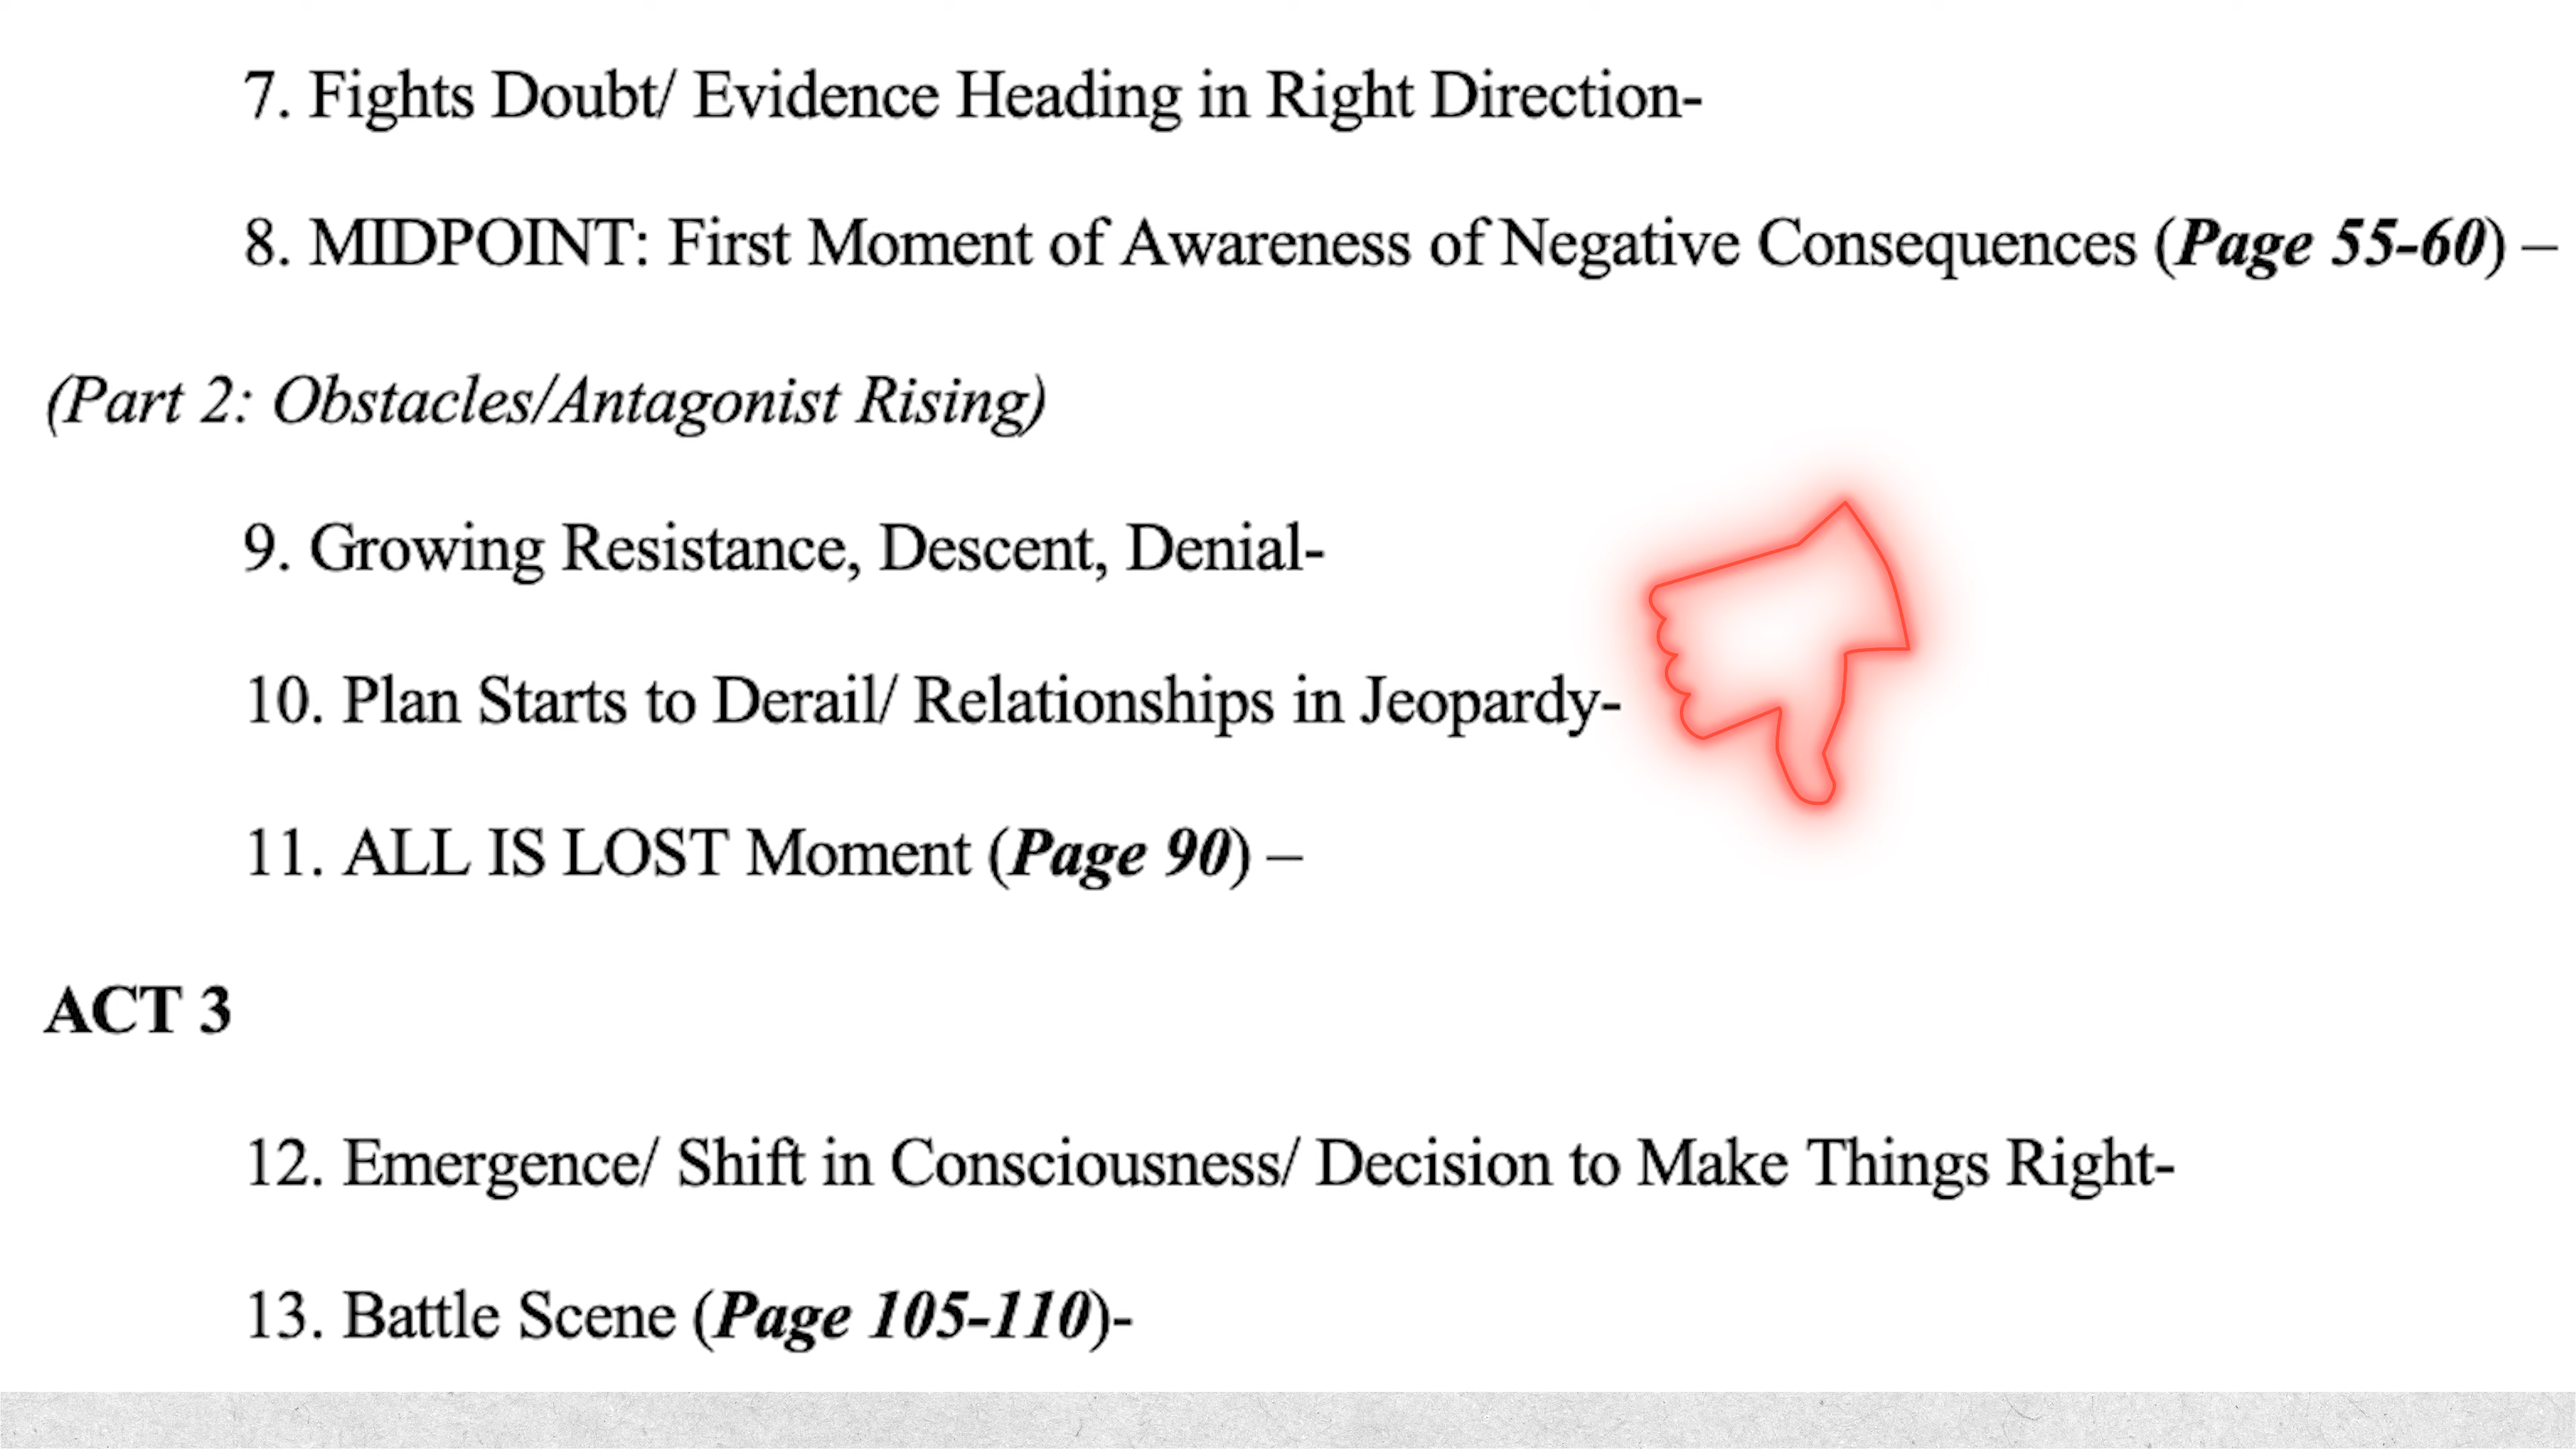 7. Fights Doubt/ Evidence Heading in Right Direction-
8. MIDPOINT: First Moment of Awareness of Negative Consequences (Page 55-60) –
(Part 2: Obstacles/Antagonist Rising)
9. Growing Resistance, Descent, Denial-
10. Plan Starts to Derail/ Relationships in Jeopardy-
11. ALL IS LOST Moment (Page 90) –
ACT 3
12. Emergence/ Shift in Consciousness/ Decision to Make Things Right-
13. Battle Scene (Page 105-110)-